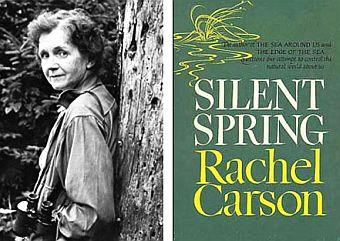 The author of THE SEA AROUND US and
THE EDGE OF THE SEA
questions our attempt to control the
natural world about us
SILENT
SPRING
Rachel
Carson